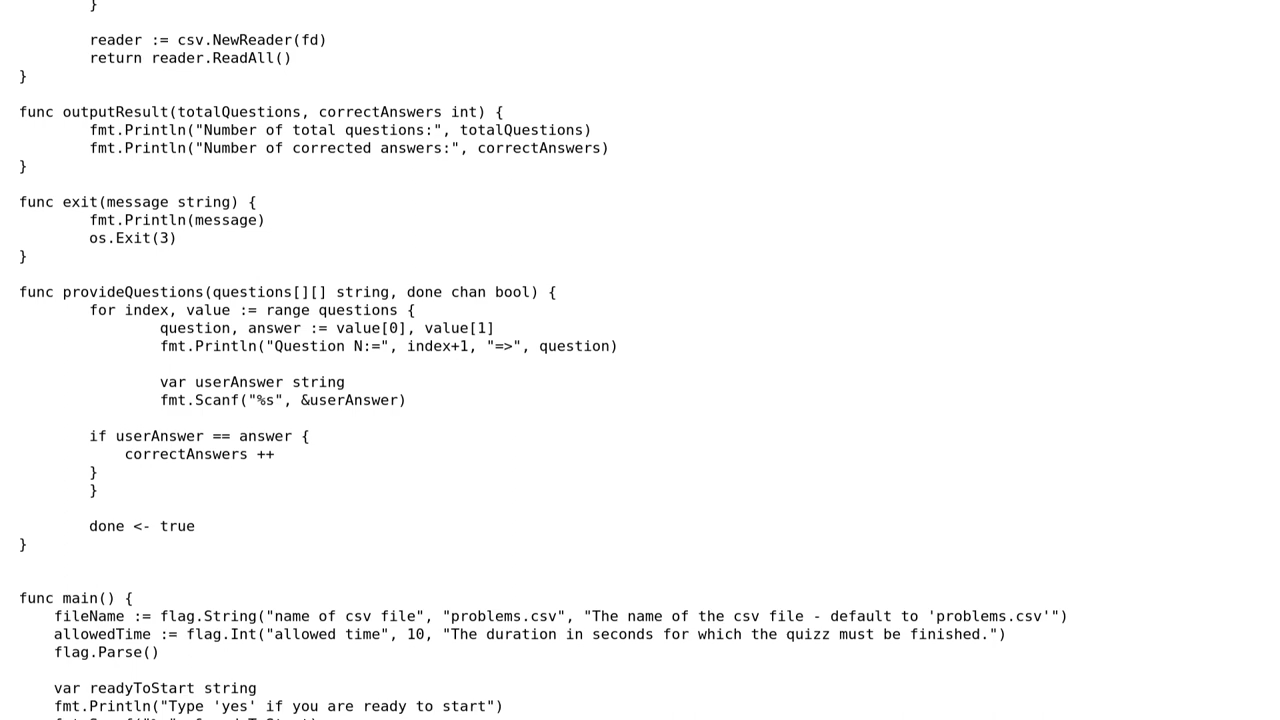 }

        reader := csv.NewReader(fd)
        return reader.ReadAll()
}

func outputResult(totalQuestions, correctAnswers int) {
        fmt.Println("Number of total questions:", totalQuestions)
        fmt.Println("Number of corrected answers:", correctAnswers)
}

func exit(message string) {
        fmt.Println(message)
        os.Exit(3)
}

func provideQuestions(questions[][] string, done chan bool) {
        for index, value := range questions {
                question, answer := value[0], value[1]
                fmt.Println("Question N:=", index+1, "=>", question)

                var userAnswer string
                fmt.Scanf("%s", &userAnswer)

        if userAnswer == answer {
            correctAnswers ++
        }
        }

        done <- true
}


func main() {
    fileName := flag.String("name of csv file", "problems.csv", "The name of the csv file - default to 'problems.csv'")
    allowedTime := flag.Int("allowed time", 10, "The duration in seconds for which the quizz must be finished.")
    flag.Parse()

    var readyToStart string
    fmt.Println("Type 'yes' if you are ready to start")